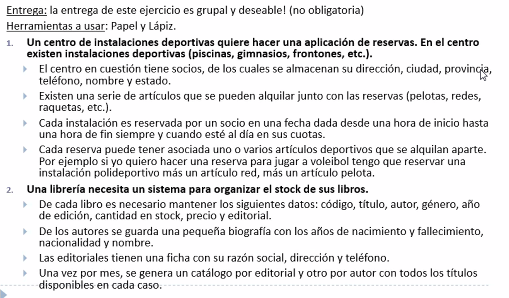 Entrega: la entrega de este ejercicio es grupal y deseable! (no obligatoria)
Herramientas a usar: Papel y Lápiz.
1. Un centro de instalaciones deportivas quiere hacer una aplicación de reservas. En el centro
existen instalaciones deportivas (piscinas, gimnasios, frontones, etc.).
El centro en cuestión tiene socios, de los cuales se almacenan su dirección, ciudad, provincia,
teléfono, nombre y estado.
Existen una serie de artículos que se pueden alquilar junto con las reservas (pelotas, redes,
raquetas, etc.).
Cada instalación es reservada por un socio en una fecha dada desde una hora de inicio hasta
una hora de fin siempre y cuando esté al día en sus cuotas.
Cada reserva puede tener asociada uno o varios artículos deportivos que se alquilan aparte.
Por ejemplo si yo quiero hacer una reserva para jugar a voleibol tengo que reservar una
instalación polideportivo más un artículo red, más un artículo pelota.
2. Una librería necesita un sistema para organizar el stock de sus libros.
De cada libro es necesario mantener los siguientes datos: código, título, autor, género, año
de edición, cantidad en stock, precio y editorial.
De los autores se guarda una pequeña biografía con los años de nacimiento y fallecimiento,
nacionalidad y nombre.
Las editoriales tienen una ficha con su razón social, dirección y teléfono.
Una vez por mes, se genera un catálogo por editorial y otro por autor con todos los títulos
disponibles en cada caso.